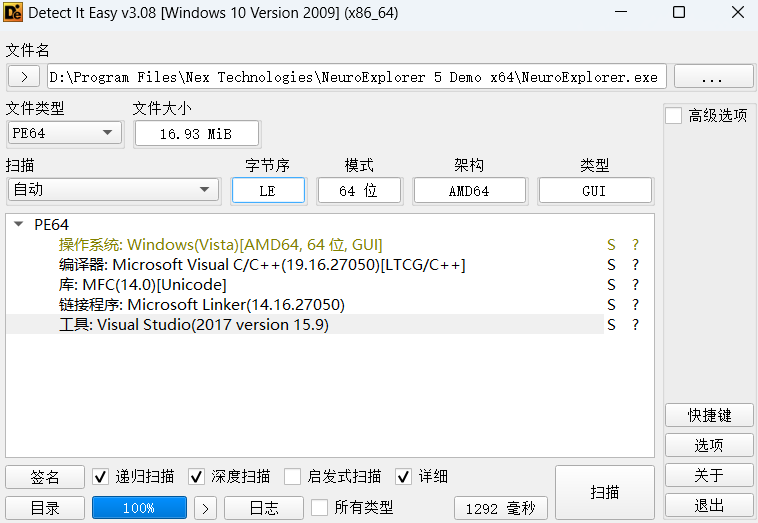 Detect It Easy v3.08 [Windows 10 Version 2009] (x86_64)
文件名
> D:\Program Files\Nex Technologies\NeuroExplorer 5 Demo x64\NeuroExplorer.exe ...
文件类型 文件大小
PE64 16.93 MiB
高级选项
扫描 字节序 模式 架构 类型
自动 LE 64 位 AMD64 GUI
PE64
操作系统: Windows(Vista)[AMD64, 64 位, GUI] S ?
编译器: Microsoft Visual C/C++(19.16.27050)[LTCG/C++] S ?
库: MFC(14.0)[Unicode] S ?
链接程序: Microsoft Linker(14.16.27050) S ?
工具: Visual Studio(2017 version 15.9) S ?
快捷键
选项
关于
退出
签名 递归扫描 深度扫描 启发式扫描 详细
扫描
目录 100% > 日志 所有类型 1292 毫秒